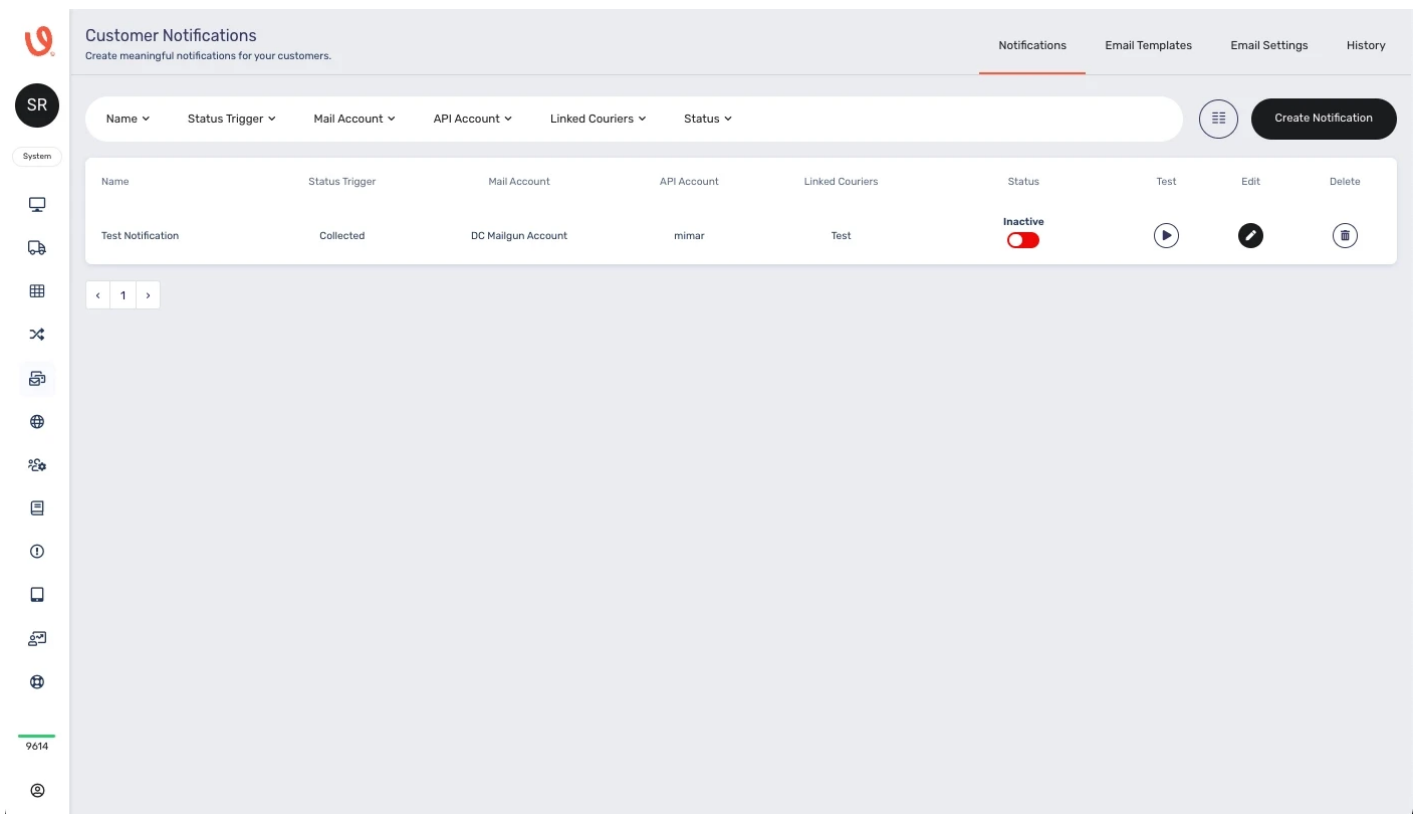 Customer Notifications
Create meaningful notifications for your customers.
Notifications Email Templates Email Settings History
SR
System
Name Status Trigger Mail Account API Account Linked Couriers Status
Create Notification
Name Status Trigger Mail Account API Account Linked Couriers Status Test Edit Delete
Inactive
Test Notification Collected DC Mailgun Account mimar Test
‹ 1 ›
9614